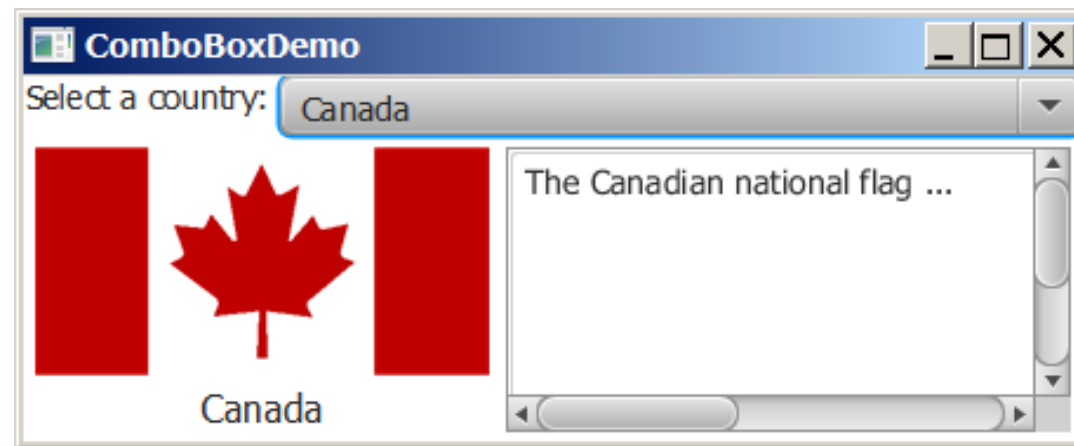 ComboBoxDemo
Select a country: Canada
The Canadian national flag ...
Canada